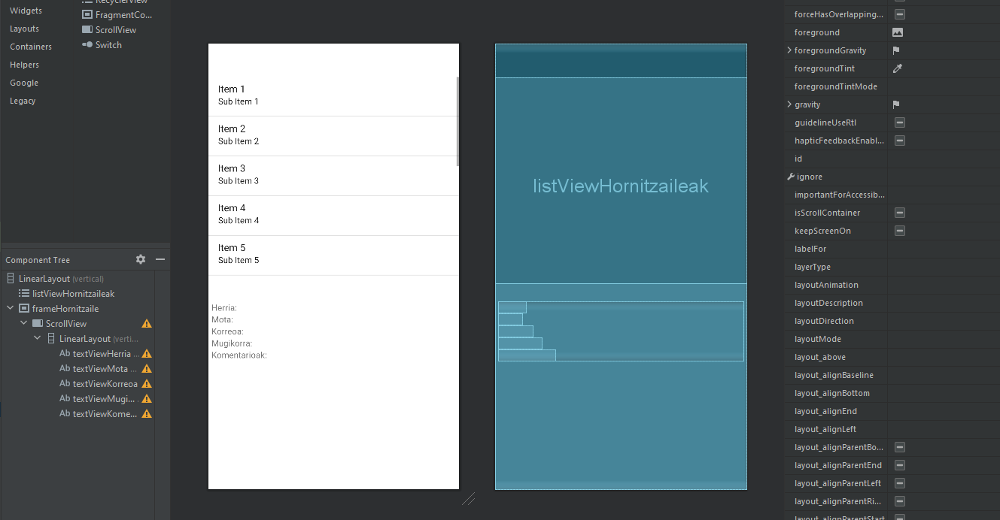 Widgets
Layouts
Containers
Helpers
Google
Legacy
RecyclerView
FragmentCo...
ScrollView
Switch
Component Tree
LinearLayout (vertical)
listViewHornitzaileak
frameHornitzaile
ScrollView
LinearLayout (verti...
Ab textViewHerria ...
Ab textViewMota ...
Ab textViewKorreoa
Ab textViewMugi...
Ab textViewKome...
Item 1
Sub Item 1
Item 2
Sub Item 2
Item 3
Sub Item 3
Item 4
Sub Item 4
Item 5
Sub Item 5
Herria:
Mota:
Korreoa:
Mugikorra:
Komentarioak:
listViewHornitzaileak
forceHasOverlapping...
foreground
foregroundGravity
foregroundTint
foregroundTintMode
gravity
guidelineUseRtl
hapticFeedbackEnabl...
id
ignore
importantForAccessib...
isScrollContainer
keepScreenOn
labelFor
layerType
layoutAnimation
layoutDescription
layoutDirection
layoutMode
layout_above
layout_alignBaseline
layout_alignBottom
layout_alignEnd
layout_alignLeft
layout_alignParentBo...
layout_alignParentEnd
layout_alignParentLeft
layout_alignParentRi...
layout_alignParentStart